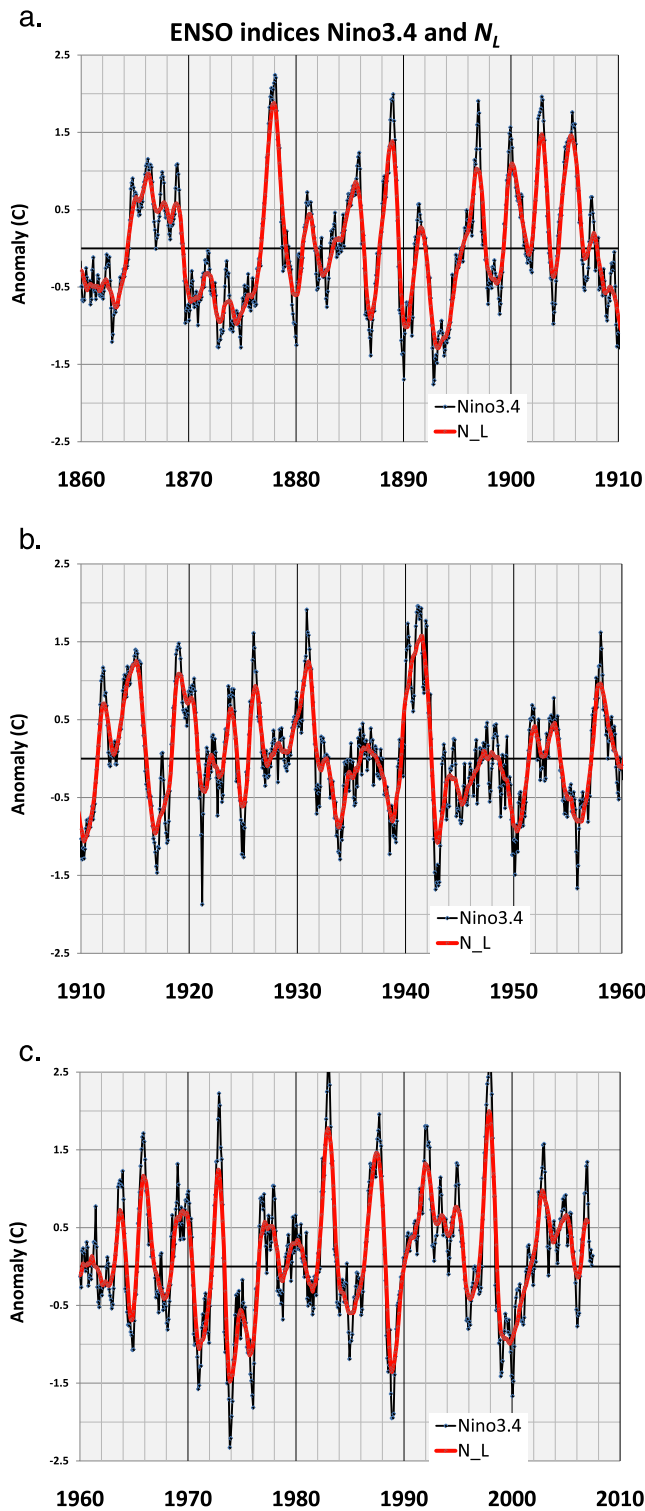 a.
ENSO indices Nino3.4 and N_L
2.5
1.5
0.5
-0.5
-1.5
-2.5
Anomaly (C)
Nino3.4
N_L
1860 1870 1880 1890 1900 1910
b.
2.5
1.5
0.5
-0.5
-1.5
-2.5
Anomaly (C)
Nino3.4
N_L
1910 1920 1930 1940 1950 1960
c.
2.5
1.5
0.5
-0.5
-1.5
-2.5
Anomaly (C)
Nino3.4
N_L
1960 1970 1980 1990 2000 2010